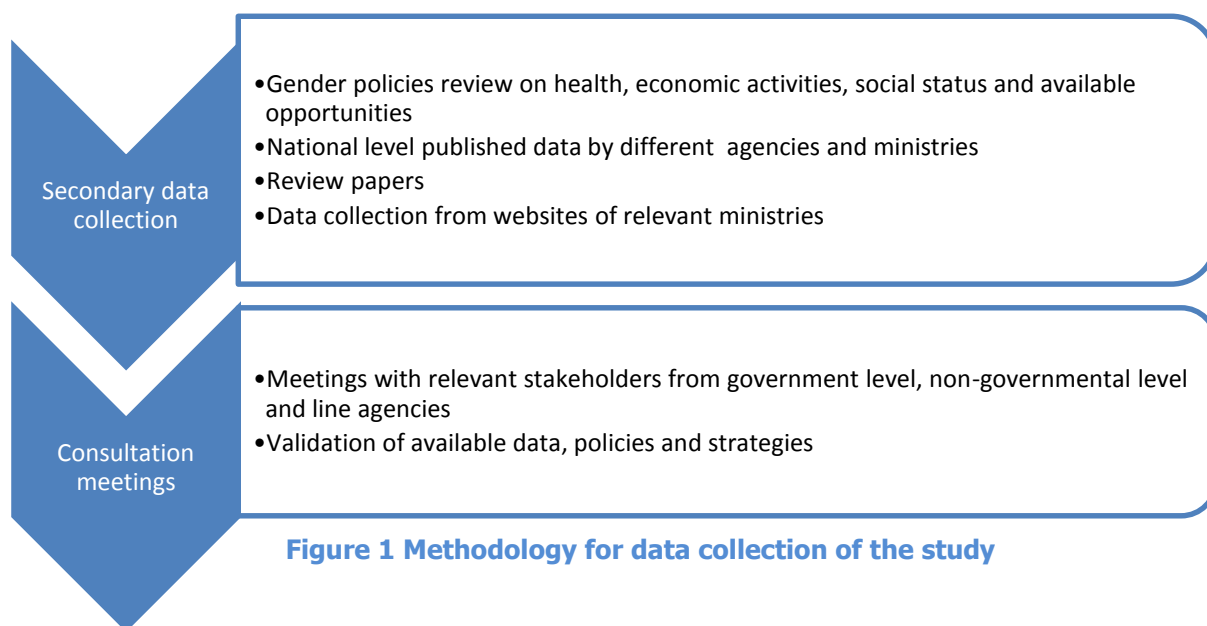 Secondary data
collection
•Gender policies review on health, economic activities, social status and available
opportunities
•National level published data by different agencies and ministries
•Review papers
•Data collection from websites of relevant ministries
Consultation
meetings
•Meetings with relevant stakeholders from government level, non-governmental level
and line agencies
•Validation of available data, policies and strategies
Figure 1 Methodology for data collection of the study